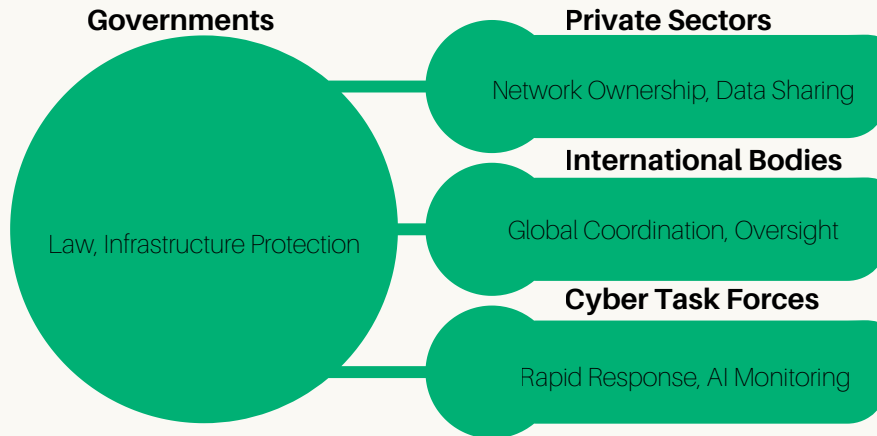 Governments
Law, Infrastructure Protection
Private Sectors
Network Ownership, Data Sharing
International Bodies
Global Coordination, Oversight
Cyber Task Forces
Rapid Response, AI Monitoring